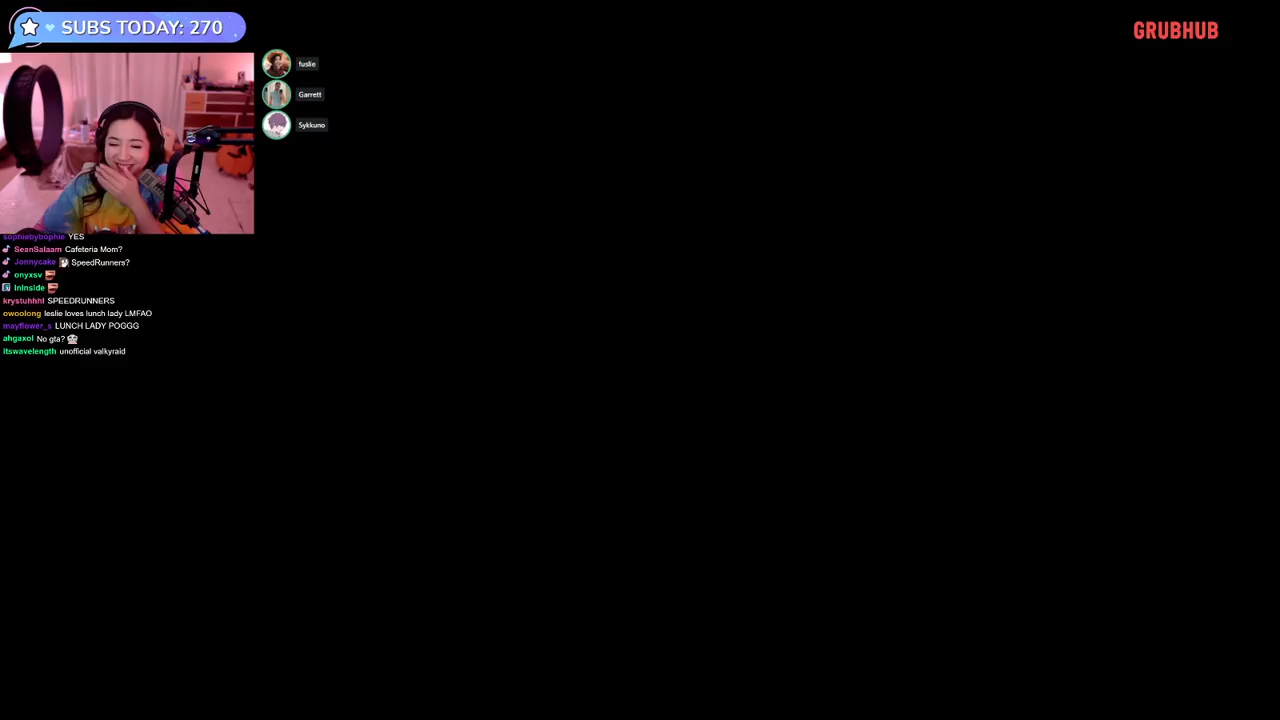 SUBS TODAY: 270
GRUBHUB
fuslie
Garrett
Sykkuno
sophiebybophie YES
SeanSalaam Cafeteria Mom?
Jonnycake SpeedRunners?
onyxsv
ininside
krystuhhhl SPEEDRUNNERS
owoolong leslie loves lunch lady LMFAO
mayflower_s LUNCH LADY POGGG
ahgaxol No gta?
itswavelength unofficial valkyraid